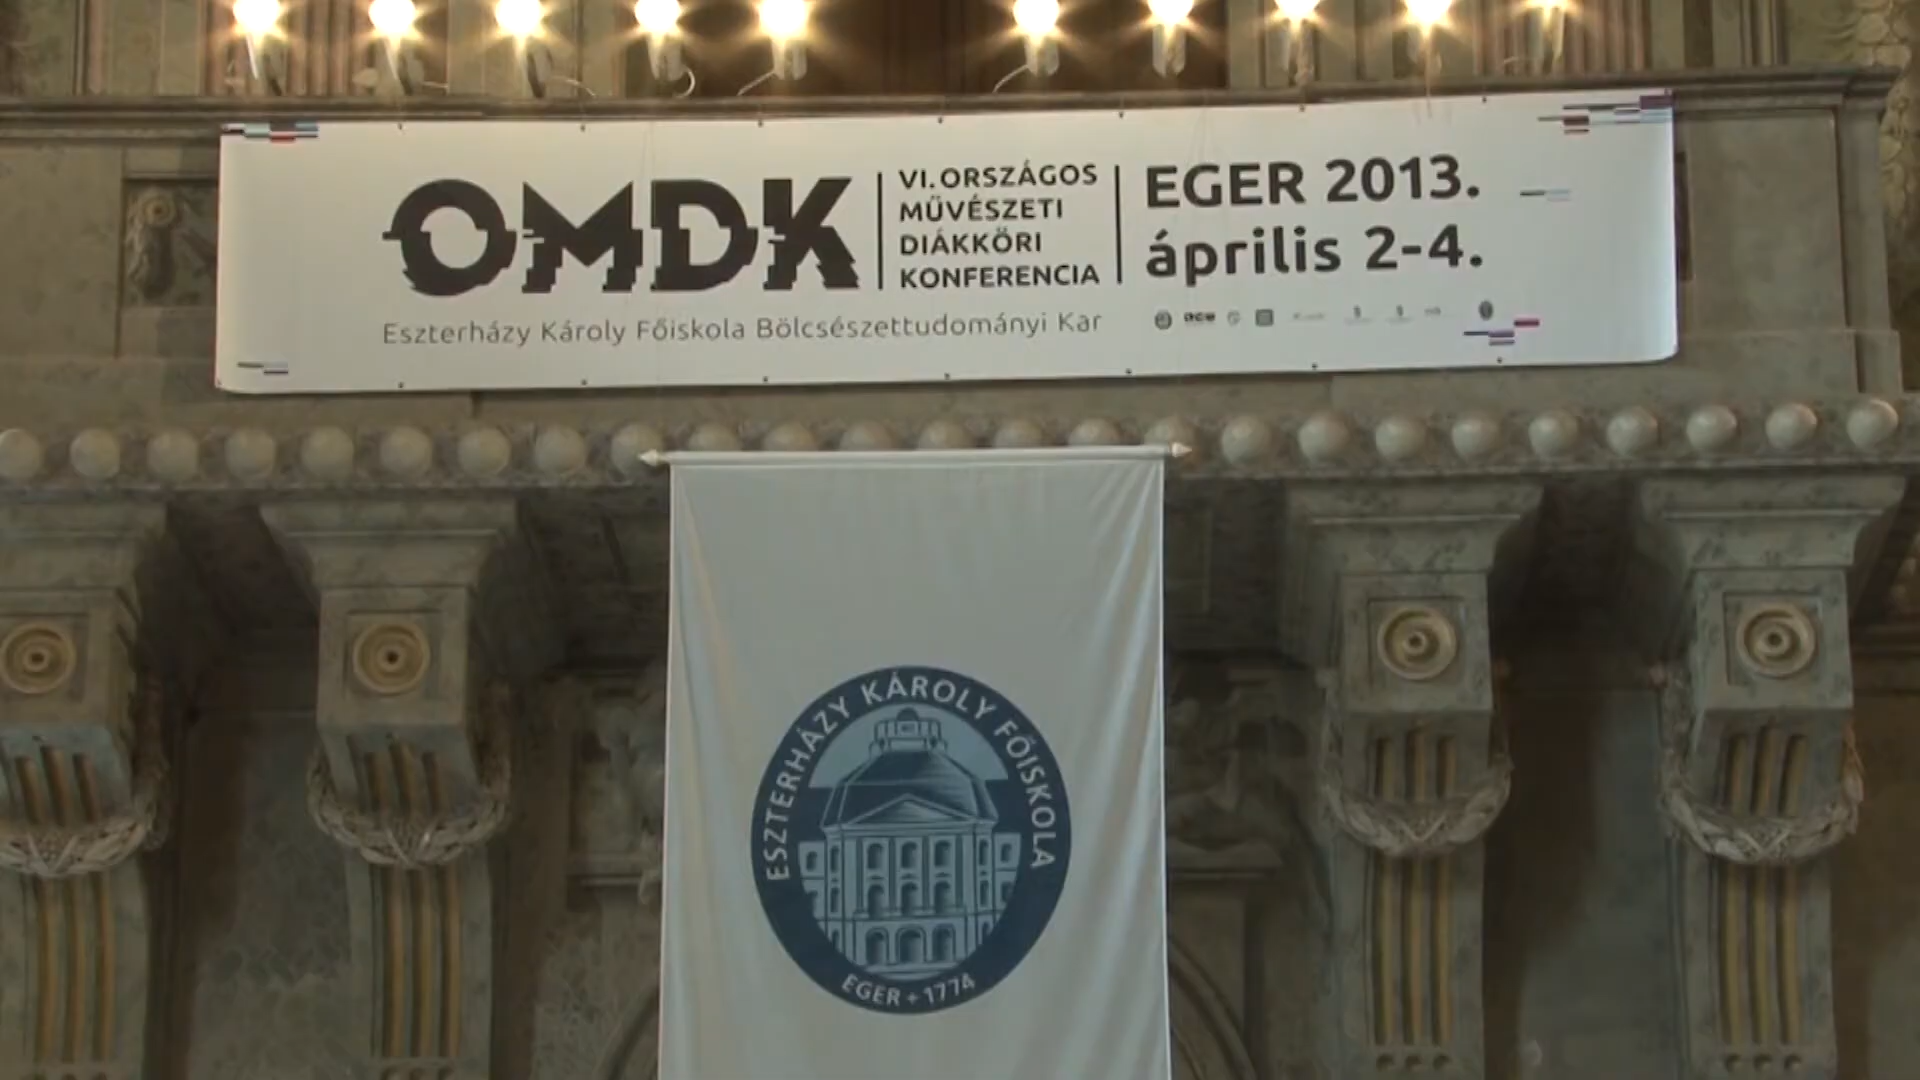 OMDK
VI. ORSZÁGOS
MŰVÉSZETI
DIÁKKÖRI
KONFERENCIA
EGER 2013.
április 2-4.
Eszterházy Károly Főiskola Bölcsészettudományi Kar
ESZTERHÁZY KÁROLY FŐISKOLA
EGER + 1774